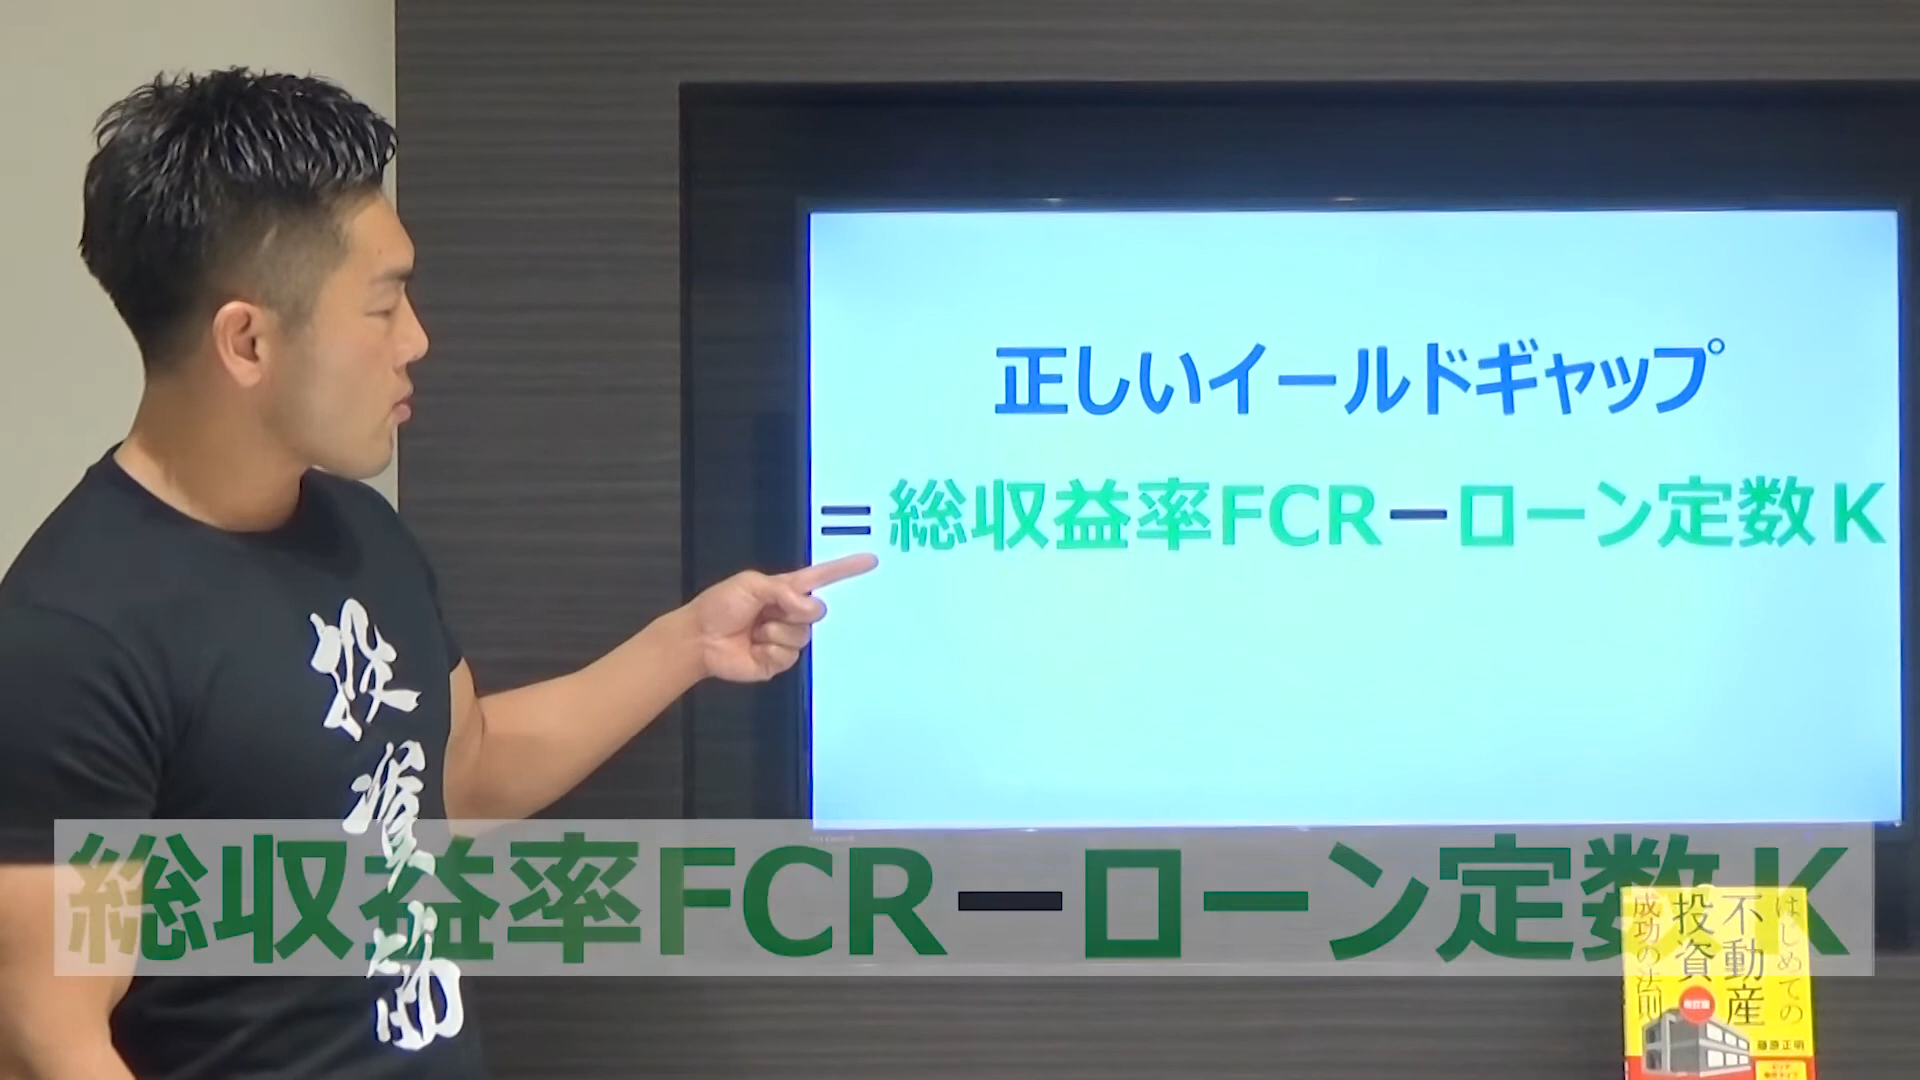 正しいイールドギャップ
＝総収益率FCRーローン定数K
投資筋
総収益率FCRーローン定数K
はじめての
不動産
投資
成功の法則
改訂版
藤原正明